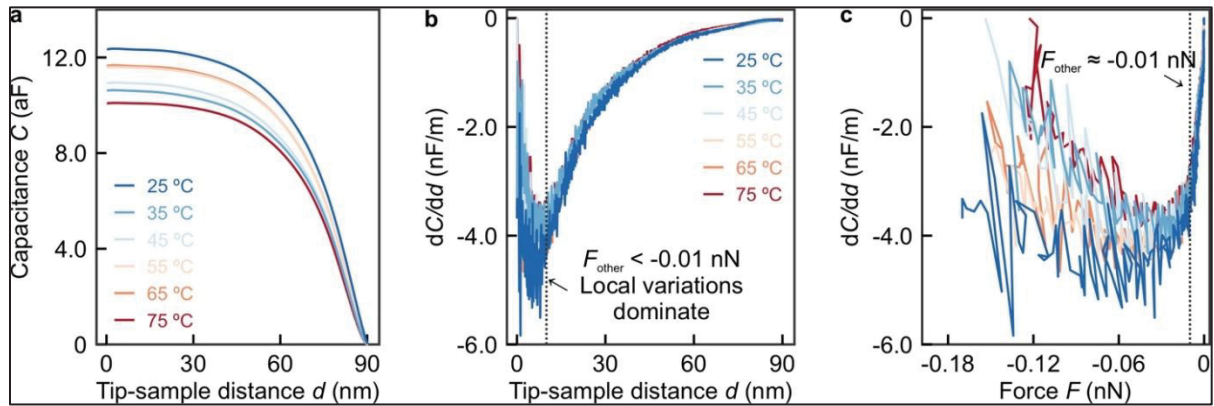 a
Capacitance C (aF)
12.0
8.0
4.0
0
25 ºC
35 ºC
45 ºC
55 ºC
65 ºC
75 ºC
0 30 60 90
Tip-sample distance d (nm)
b
dC/dd (nF/m)
0
-2.0
-4.0
-6.0
25 ºC
35 ºC
45 ºC
55 ºC
65 ºC
75 ºC
Fother < -0.01 nN
Local variations
dominate
0 30 60 90
Tip-sample distance d (nm)
c
dC/dd (nF/m)
0
-2.0
-4.0
-6.0
Fother ≈ -0.01 nN
-0.18 -0.12 -0.06 0
Force F (nN)